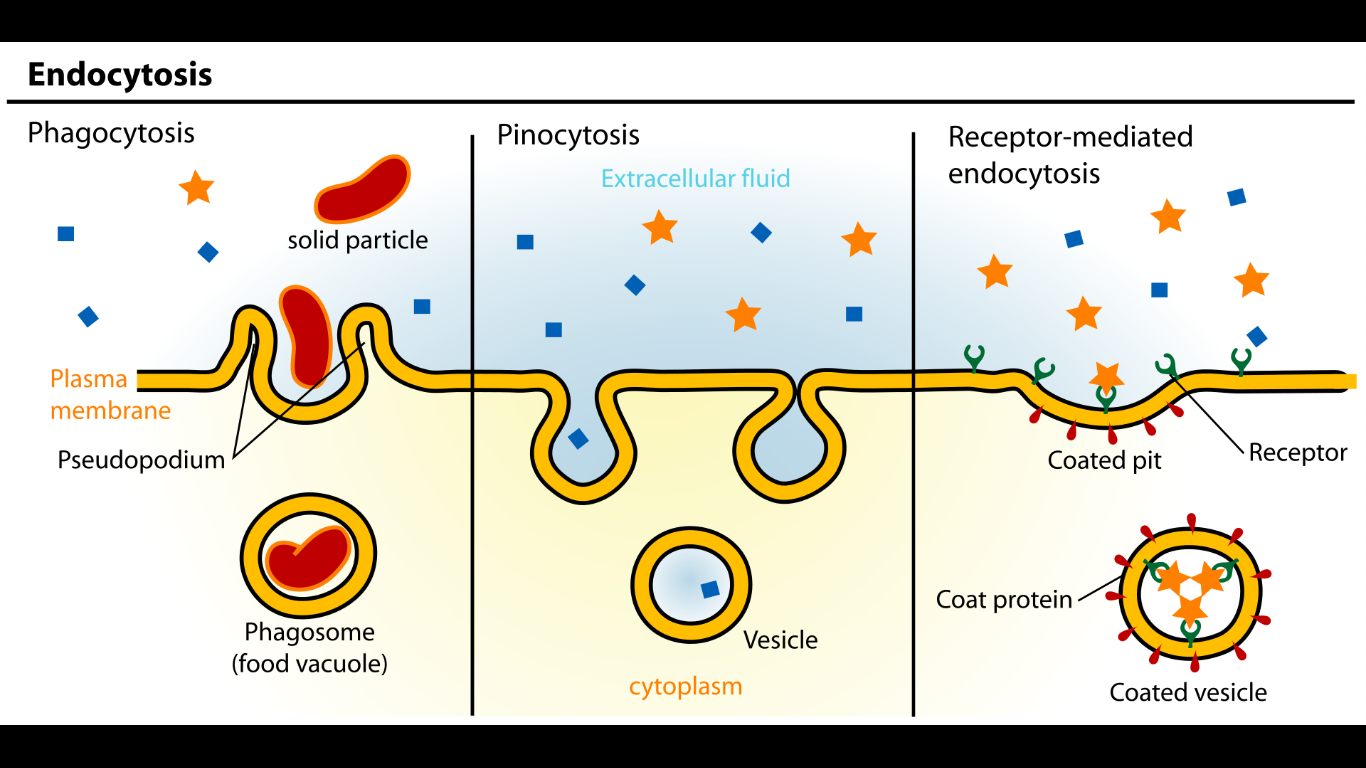 Endocytosis
Phagocytosis
solid particle
Plasma
membrane
Pseudopodium
Phagosome
(food vacuole)
Pinocytosis
Extracellular fluid
Vesicle
cytoplasm
Receptor-mediated
endocytosis
Coated pit
Receptor
Coat protein
Coated vesicle